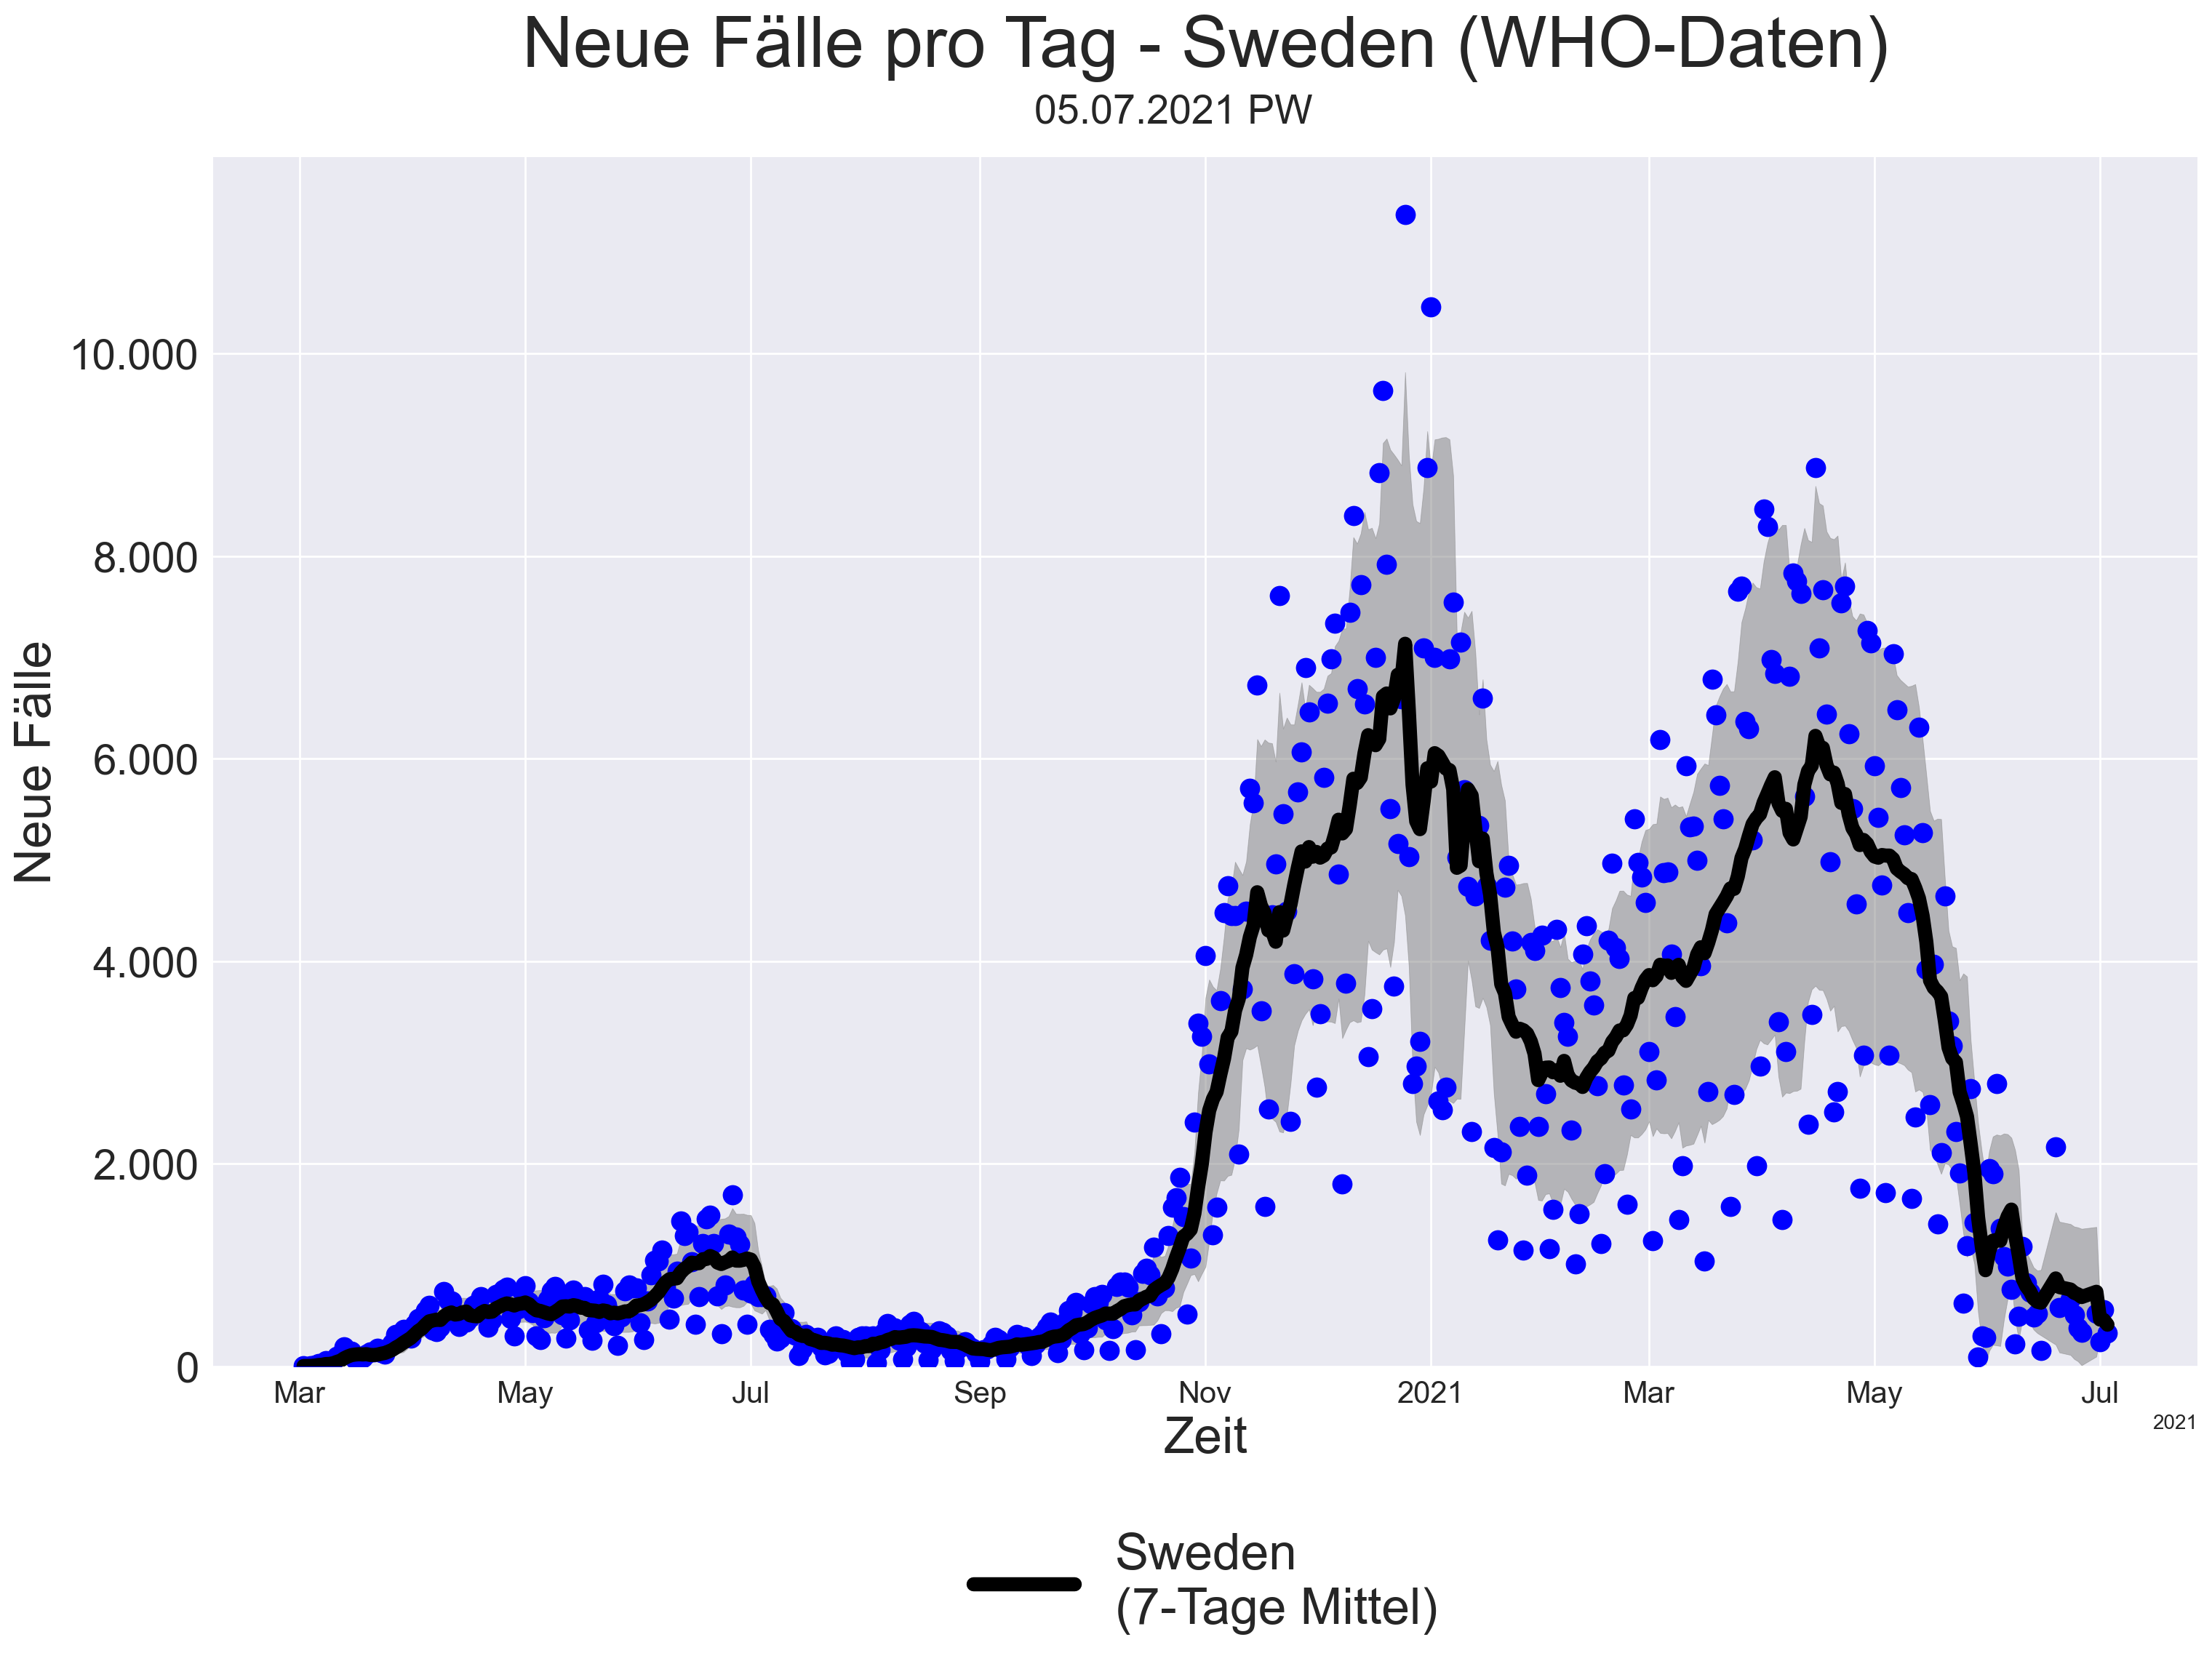 Neue Fälle pro Tag - Sweden (WHO-Daten)
05.07.2021 PW
Neue Fälle
10.000
8.000
6.000
4.000
2.000
0
Mar May Jul Sep Nov 2021 Mar May Jul
2021
Zeit
Sweden
(7-Tage Mittel)